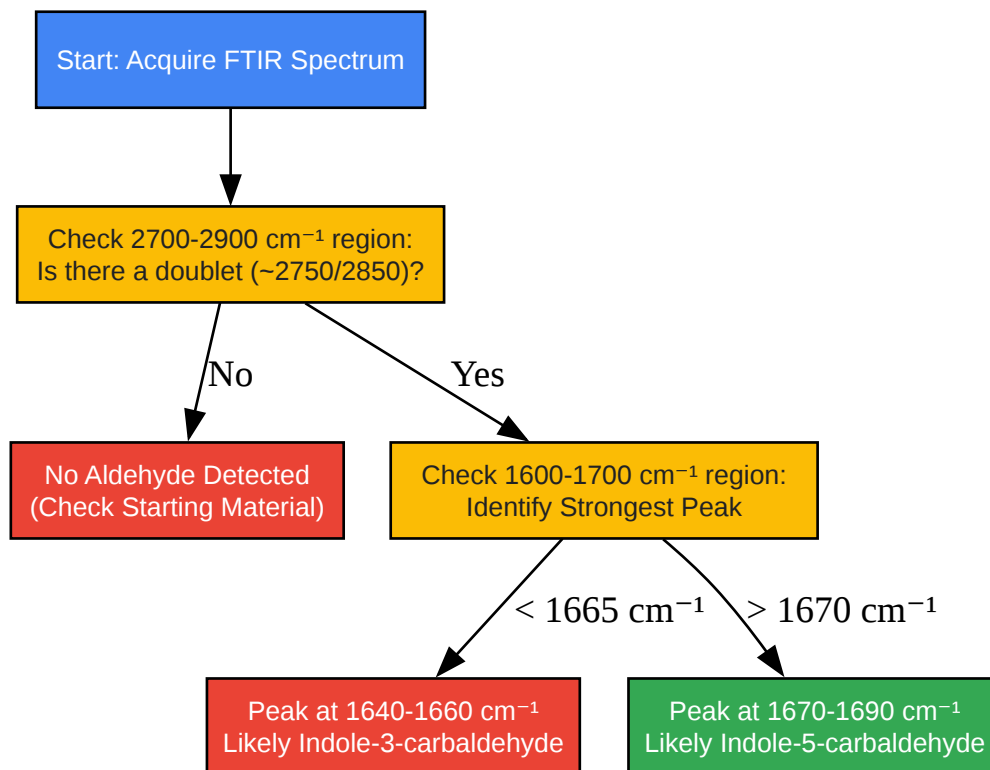 Start: Acquire FTIR Spectrum
Check 2700-2900 cm⁻¹ region:
Is there a doublet (~2750/2850)?
No
Yes
No Aldehyde Detected
(Check Starting Material)
Check 1600-1700 cm⁻¹ region:
Identify Strongest Peak
< 1665 cm⁻¹
> 1670 cm⁻¹
Peak at 1640-1660 cm⁻¹
Likely Indole-3-carbaldehyde
Peak at 1670-1690 cm⁻¹
Likely Indole-5-carbaldehyde